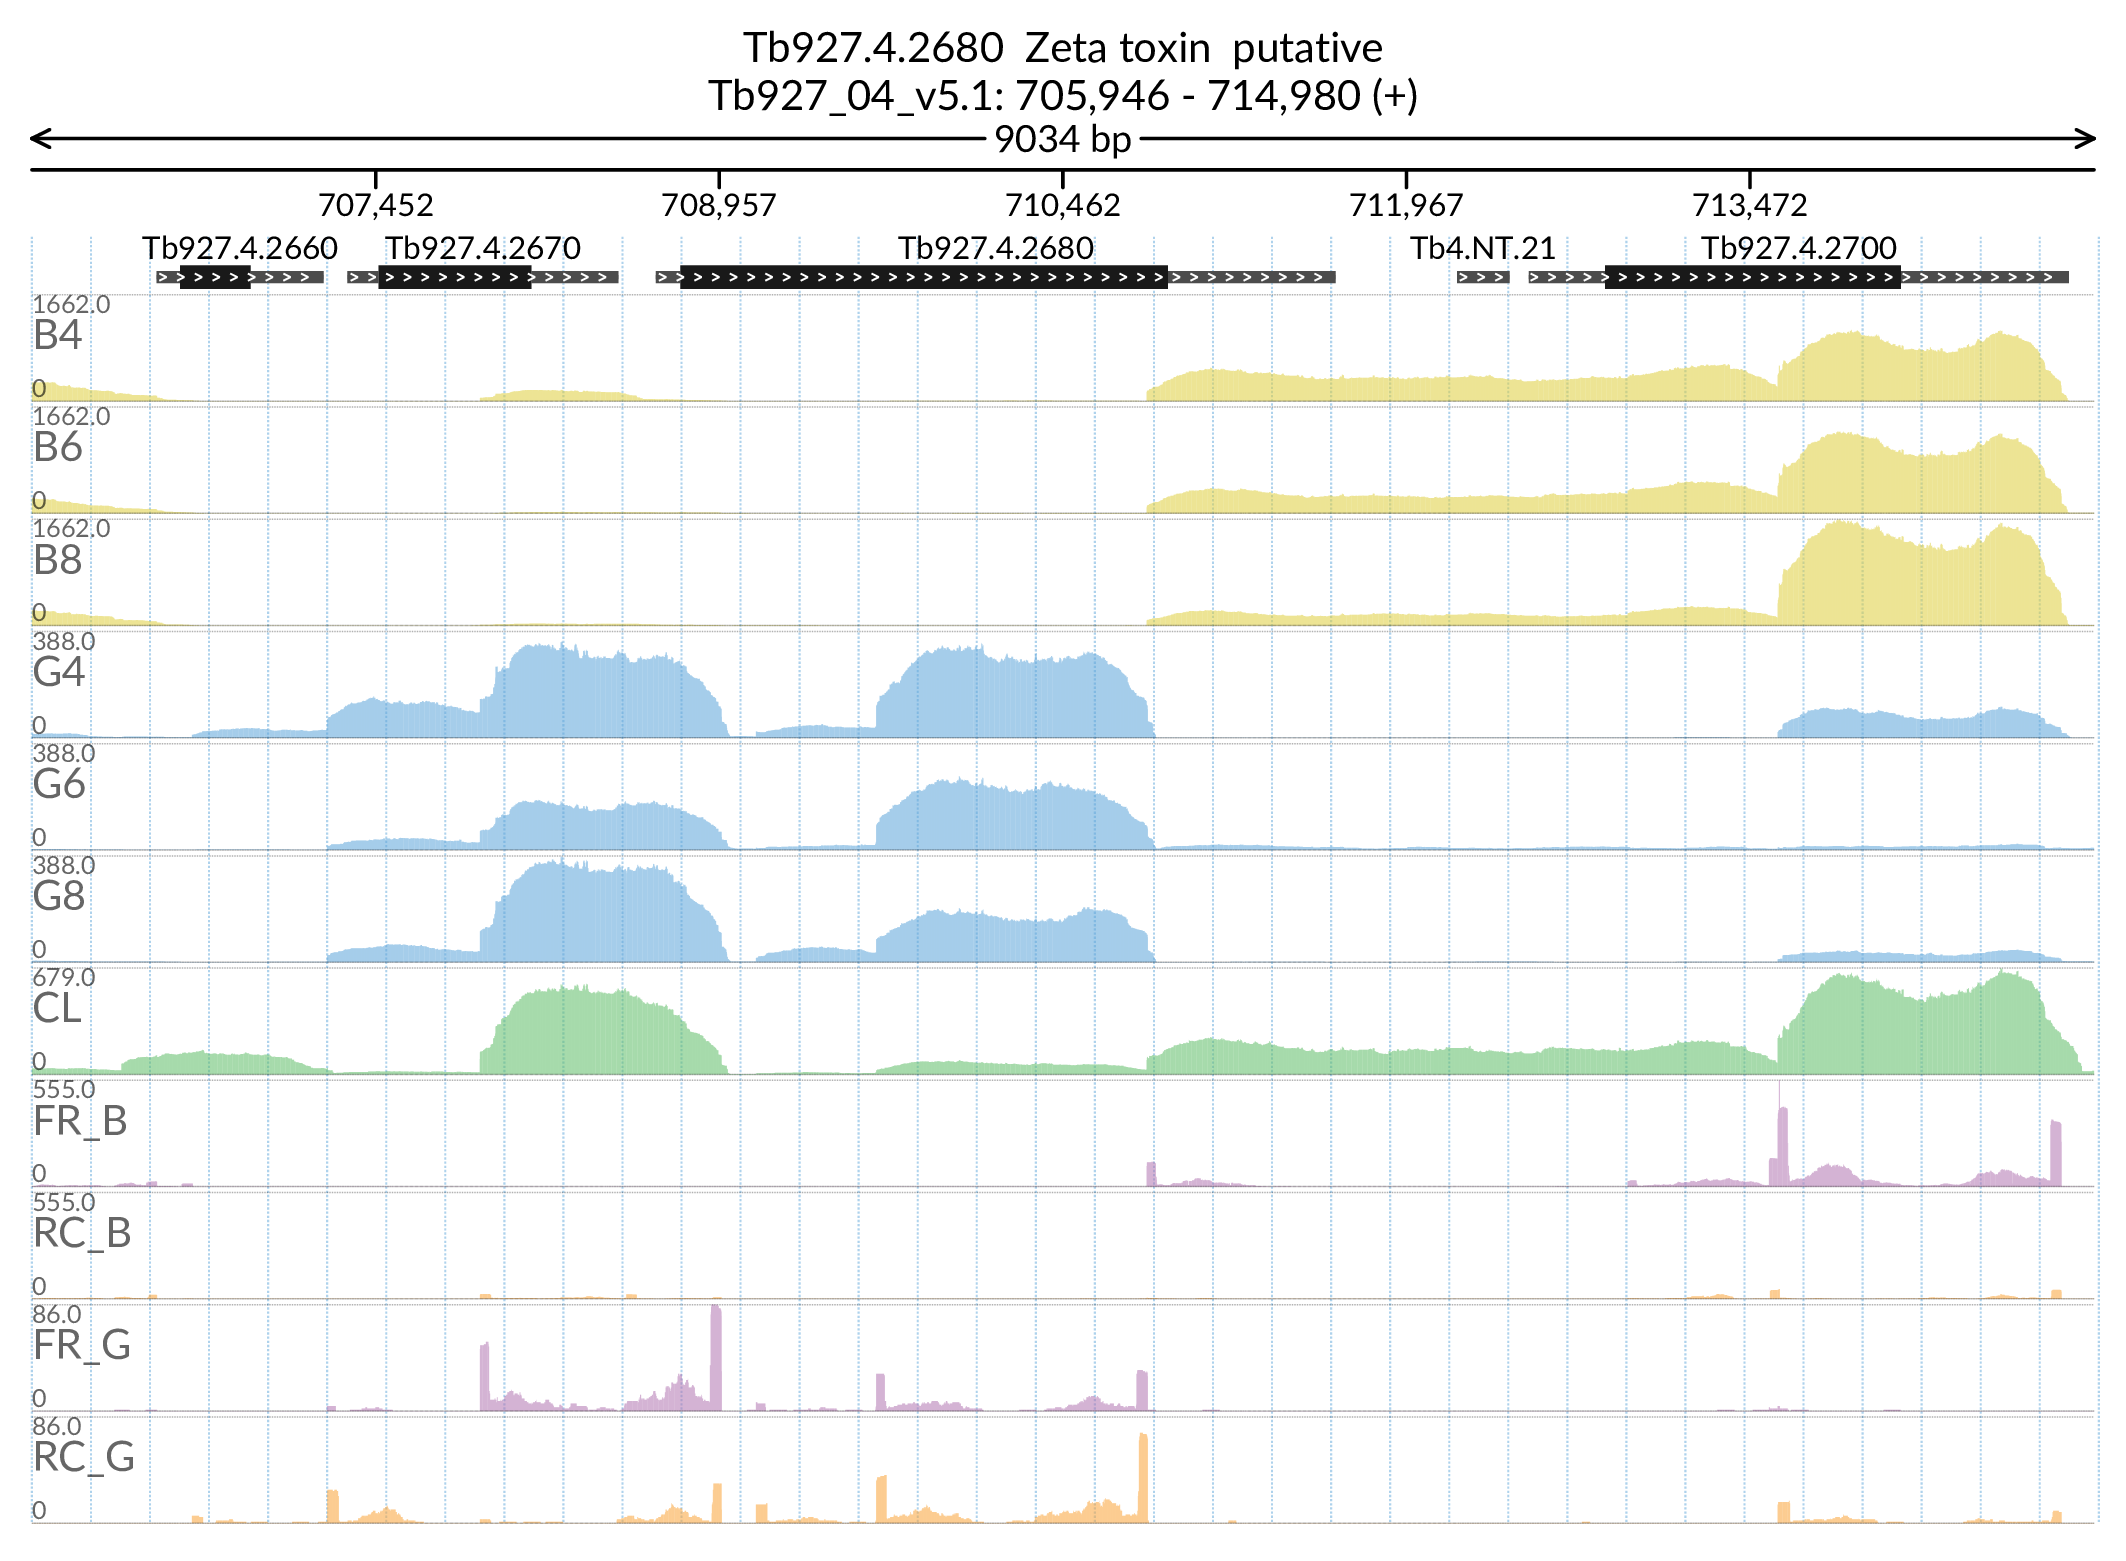 Tb927.4.2680  Zeta toxin  putative
Tb927_04_v5.1: 705,946 - 714,980 (+)
9034 bp
707,452 708,957 710,462 711,967 713,472
Tb927.4.2660 Tb927.4.2670 Tb927.4.2680 Tb4.NT.21 Tb927.4.2700
1662.0
B4
0
1662.0
B6
0
1662.0
B8
0
388.0
G4
0
388.0
G6
0
388.0
G8
0
679.0
CL
0
555.0
FR_B
0
555.0
RC_B
0
86.0
FR_G
0
86.0
RC_G
0